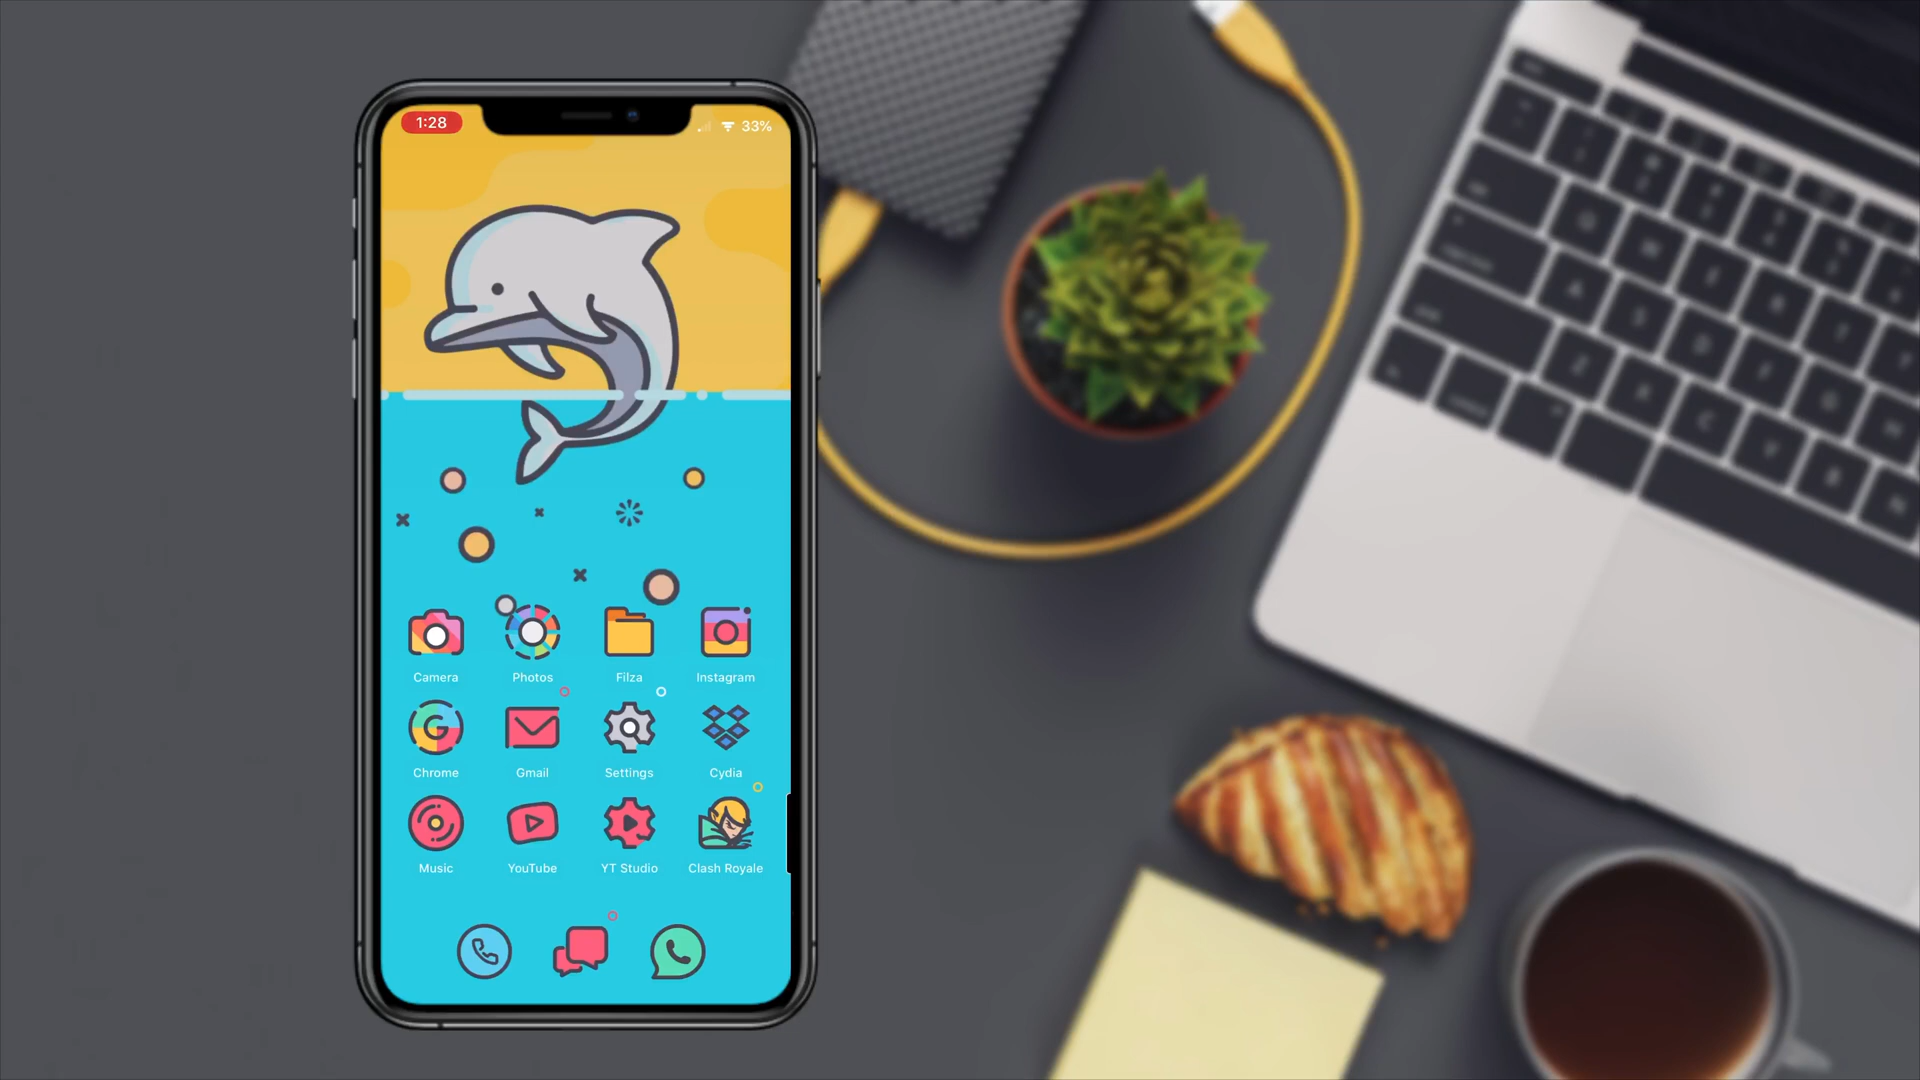 1:28
33%
Camera Photos Filza Instagram
Chrome Gmail Settings Cydia
Music YouTube YT Studio Clash Royale